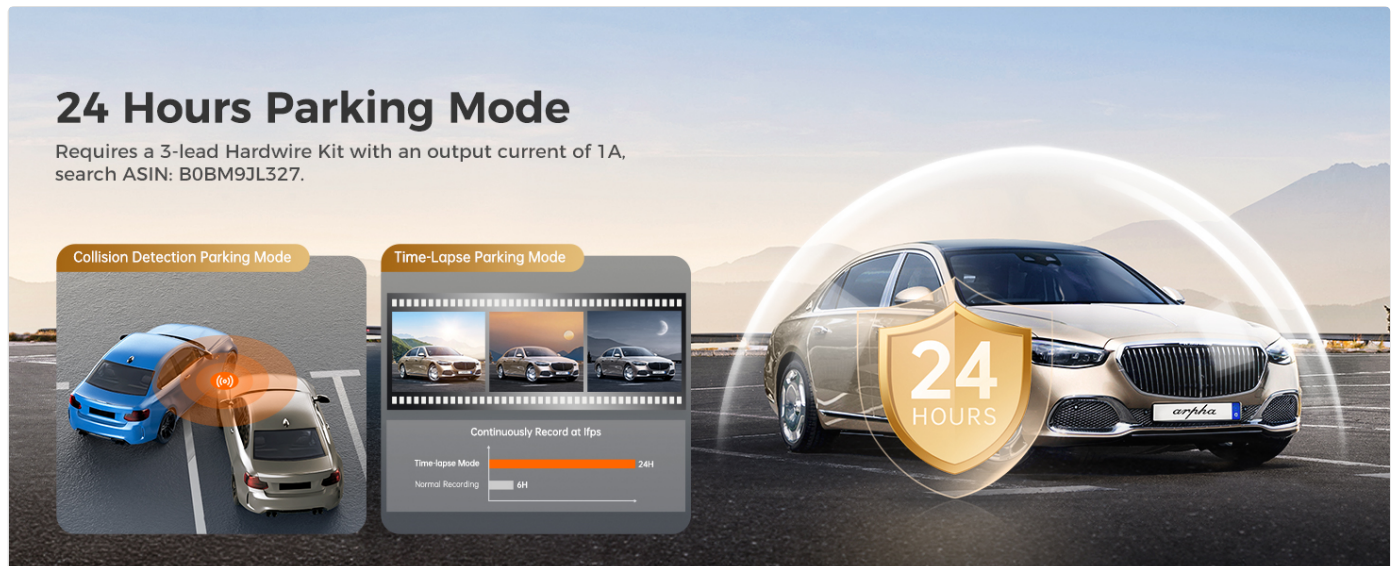 24 Hours Parking Mode
Requires a 3-lead Hardwire Kit with an output current of 1A,
search ASIN: B0BM9JL327.
Collision Detection Parking Mode
Time-Lapse Parking Mode
Continuously Record at lfps
Time-lapse Mode
24H
Normal Recording
6H
24
HOURS
arpha